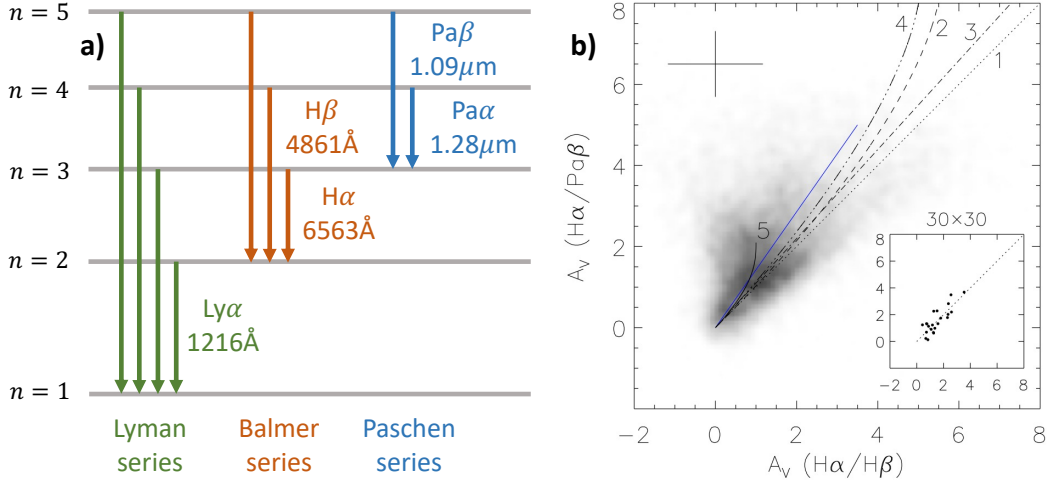 a)
n = 5
n = 4
n = 3
n = 2
n = 1
Paβ
1.09μm
Paα
1.28μm
Hβ
4861Å
Hα
6563Å
Lyα
1216Å
Lyman
series
Balmer
series
Paschen
series
b)
8
6
4
2
0
A_V (Hα/Paβ)
−2 0 2 4 6 8
A_V (Hα/Hβ)
4
2
3
1
5
30×30
8
6
4
2
0
−2 0 2 4 6 8